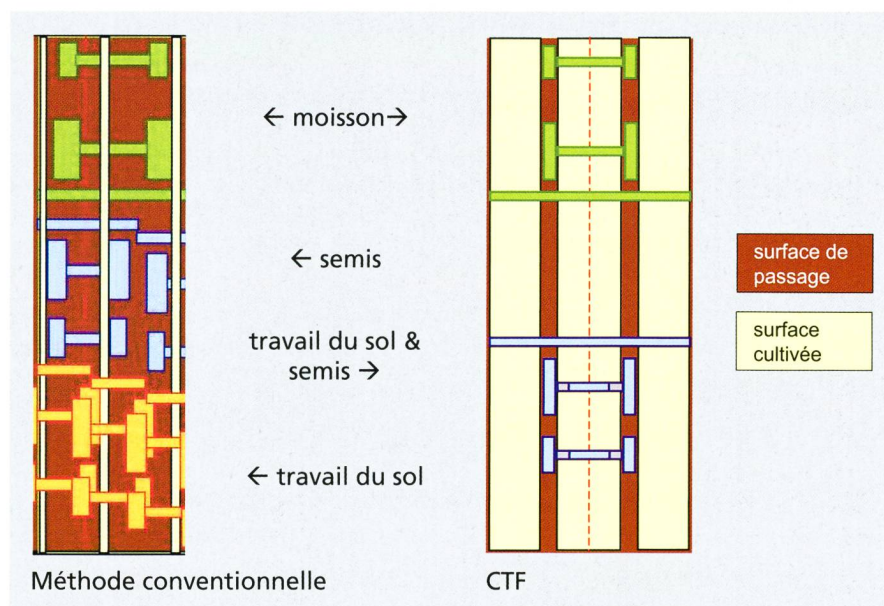 ← moisson→
← semis
travail du sol &
semis →
← travail du sol
surface de
passage
surface
cultivée
Méthode conventionnelle
CTF